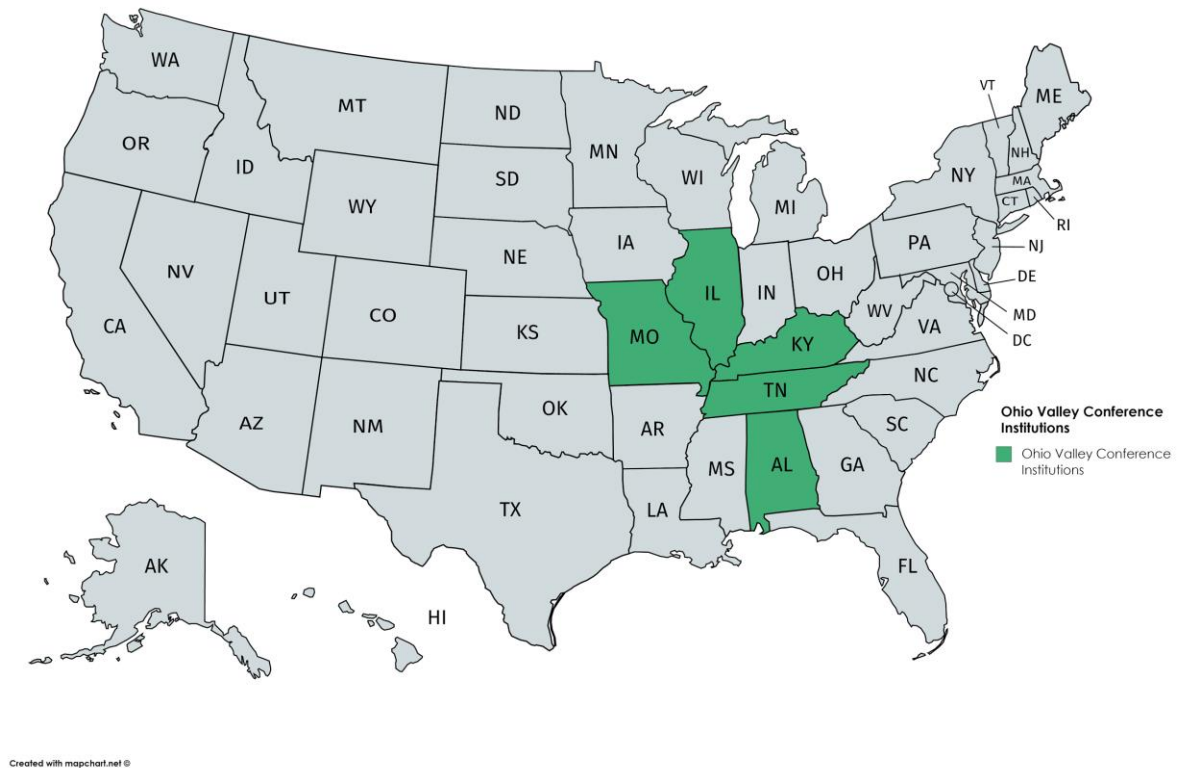 WA
MT
ND
MN
OR
ID
SD
WI
MI
WY
IA
NE
NV
UT
CO
KS
CA
AZ
NM
OK
TX
MO
IL
IN
OH
KY
TN
AR
LA
MS
AL
GA
FL
SC
NC
VA
WV
PA
NY
VT
NH
ME
MA
CT
RI
NJ
DE
MD
DC
AK
HI
Ohio Valley Conference
Institutions
Ohio Valley Conference
Institutions
Created with mapchart.net ©